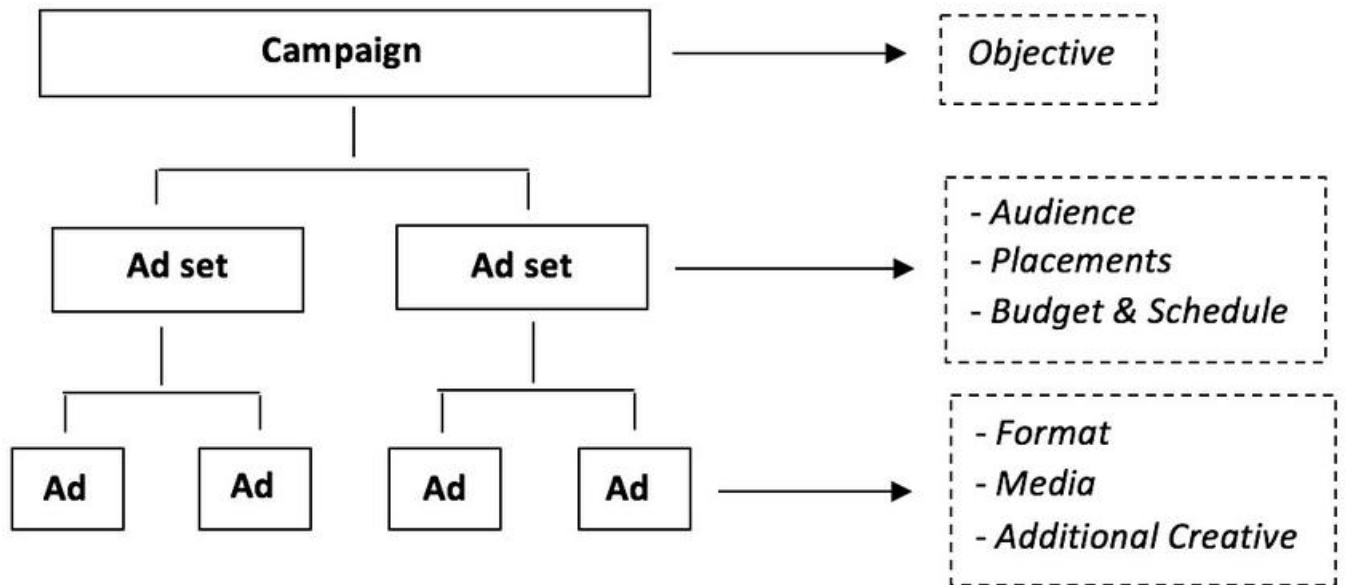 Campaign
Objective
Ad set
Ad set
- Audience
- Placements
- Budget & Schedule
Ad
Ad
Ad
Ad
- Format
- Media
- Additional Creative